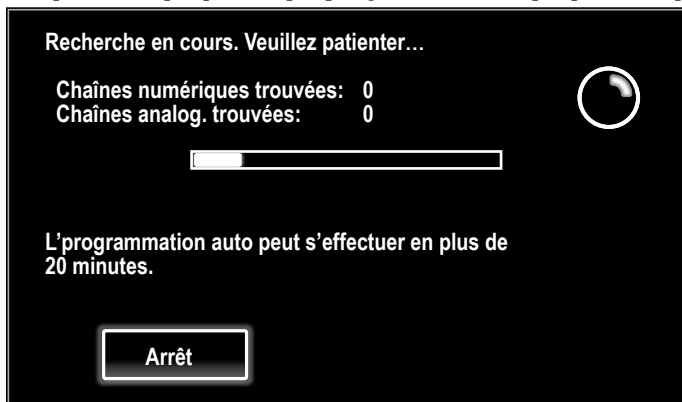 Recherche en cours. Veuillez patienter…
Chaînes numériques trouvées: 0
Chaînes analog. trouvées: 0
L’programmation auto peut s’effectuer en plus de
20 minutes.
Arrêt